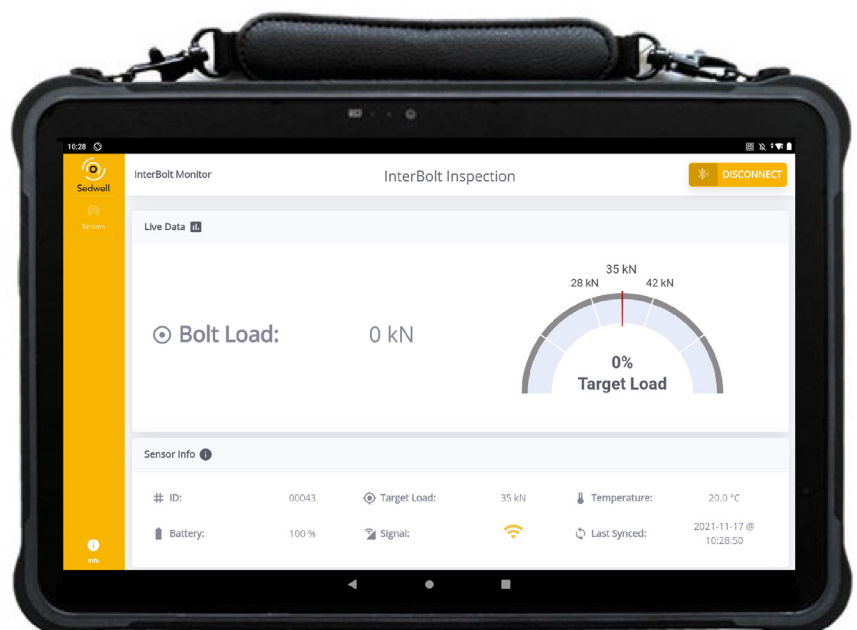 10:28
Sedwell
Sensors
InterBolt Monitor
InterBolt Inspection
DISCONNECT
Live Data
Bolt Load:
0 kN
35 kN
28 kN
42 kN
0%
Target Load
Sensor Info
# ID:
00043
Target Load:
35 kN
Temperature:
20.0 °C
Battery:
100 %
Signal:
Last Synced:
2021-11-17 @
10:28:50
Info